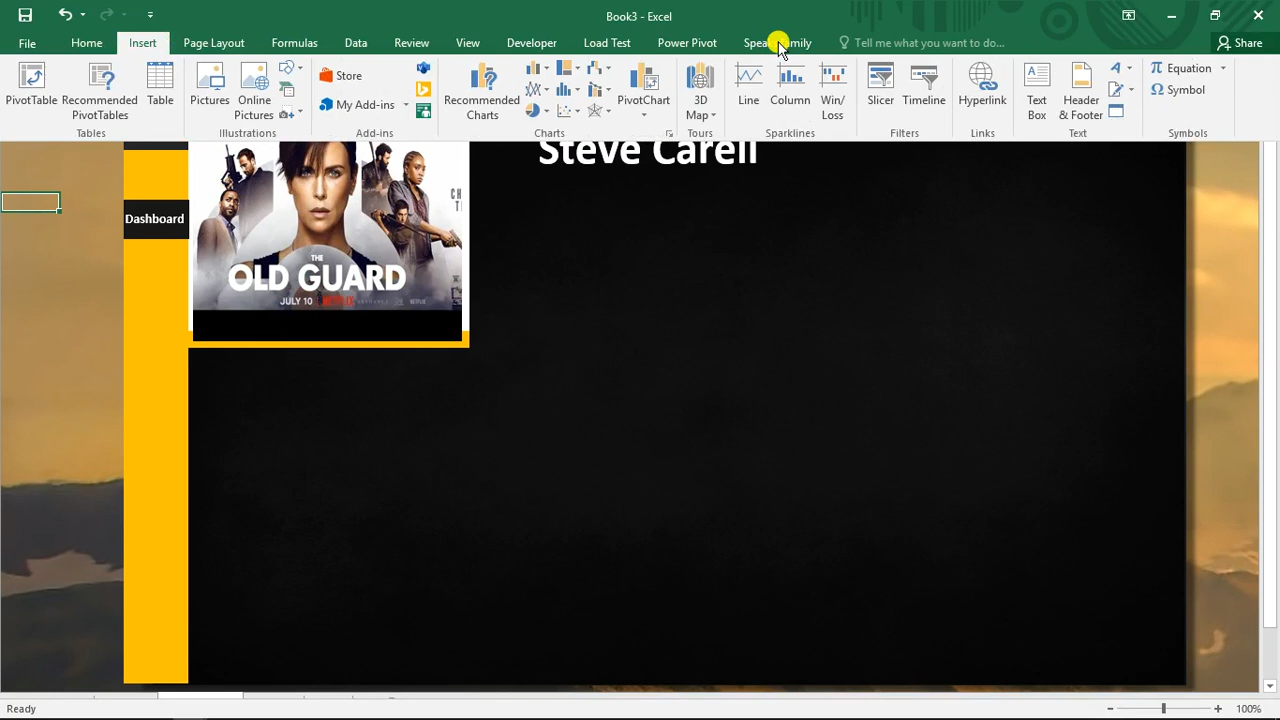 Book3 - Excel
File Home Insert Page Layout Formulas Data Review View Developer Load Test Power Pivot Tell me what you want to do... Share
PivotTable Recommended PivotTables Table Pictures Online Pictures Store My Add-ins Recommended Charts PivotChart 3D Map Line Column Win/ Loss Slicer Timeline Hyperlink Text Box Header & Footer Equation Symbol
Tables Illustrations Add-ins Charts Tours Sparklines Filters Links Text Symbols
Steve Carell
Dashboard
THE
OLD GUARD
JULY 10 NETFLIX
Ready 100%